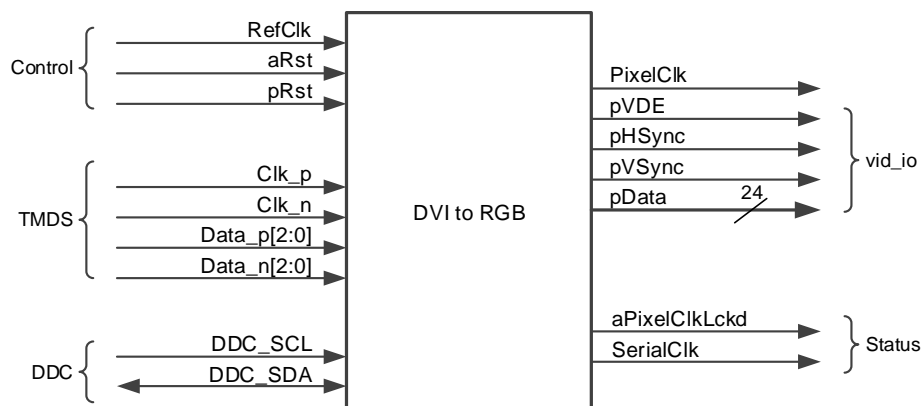 Control
RefClk
aRst
pRst
TMDS
Clk_p
Clk_n
Data_p[2:0]
Data_n[2:0]
DDC
DDC_SCL
DDC_SDA
DVI to RGB
PixelClk
pVDE
pHSync
pVSync
pData
24
vid_io
aPixelClkLckd
SerialClk
Status